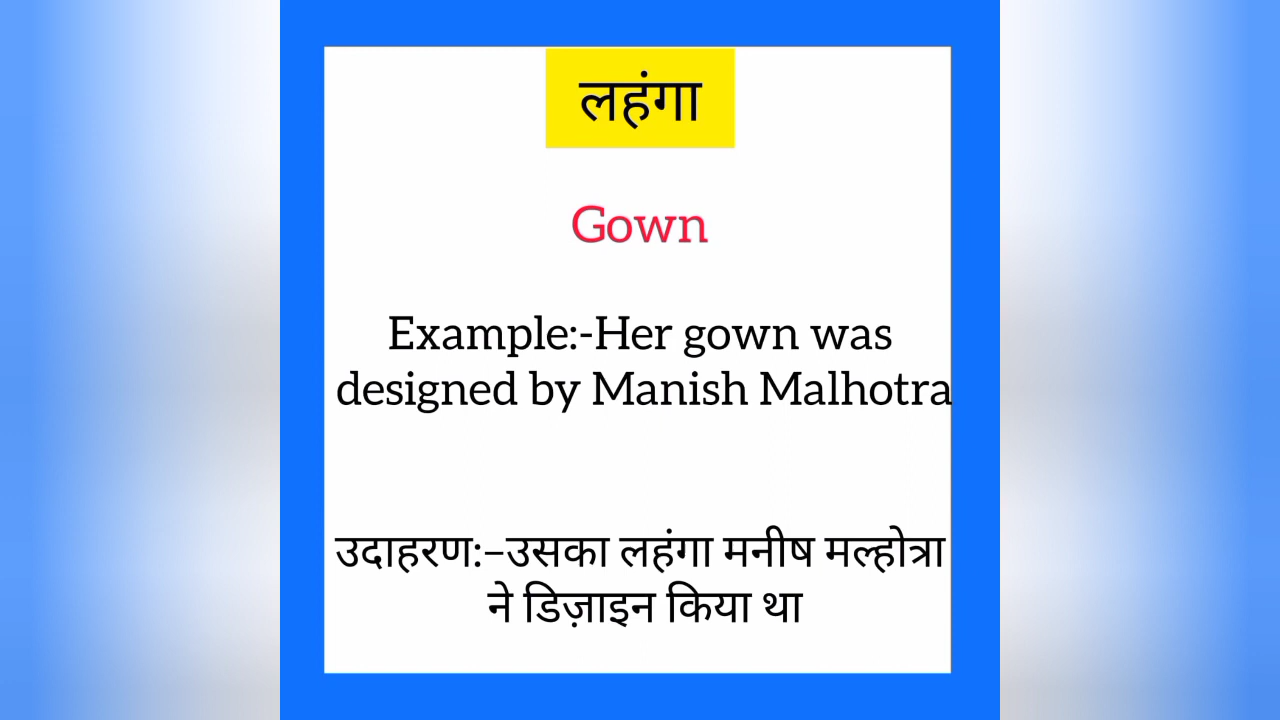 लहंगा
Gown
Example:-Her gown was
designed by Manish Malhotra
उदाहरण:–उसका लहंगा मनीष मल्होत्रा
ने डिज़ाइन किया था